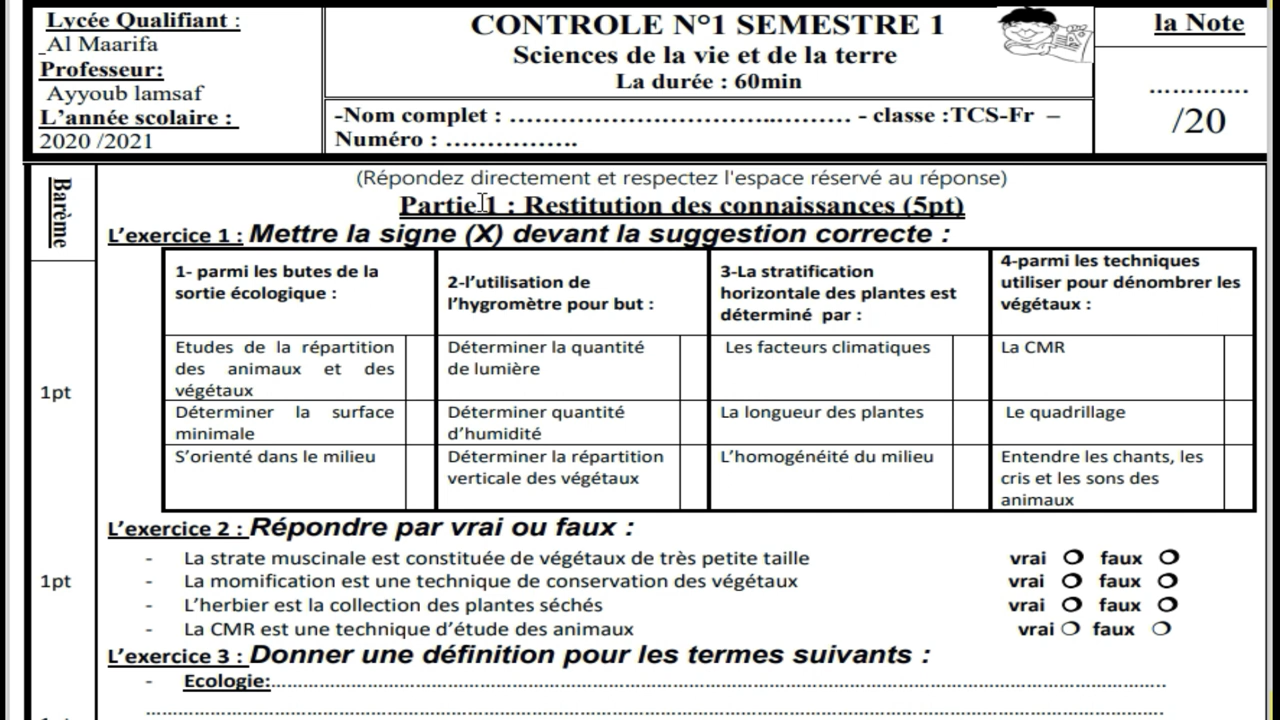 Lycée Qualifiant :
Al Maarifa
Professeur:
Ayyoub lamsaf
L'année scolaire :
2020 /2021
CONTROLE N°1 SEMESTRE 1
Sciences de la vie et de la terre
La durée : 60min
-Nom complet : ……………………………..……… - classe :TCS-Fr –
Numéro : …………….
la Note
………….
/20
Barème
(Répondez directement et respectez l'espace réservé au réponse)
Partie 1 : Restitution des connaissances (5pt)
L'exercice 1 : Mettre la signe (X) devant la suggestion correcte :
1pt
1- parmi les butes de la
sortie écologique :
Etudes de la répartition
des animaux et des
végétaux
Déterminer la surface
minimale
S'orienté dans le milieu
2-l'utilisation de
l'hygromètre pour but :
Déterminer la quantité
de lumière
Déterminer quantité
d'humidité
Déterminer la répartition
verticale des végétaux
3-La stratification
horizontale des plantes est
déterminé par :
Les facteurs climatiques
La longueur des plantes
L'homogénéité du milieu
4-parmi les techniques
utiliser pour dénombrer les
végétaux :
La CMR
Le quadrillage
Entendre les chants, les
cris et les sons des
animaux
L'exercice 2 : Répondre par vrai ou faux :
1pt
- La strate muscinale est constituée de végétaux de très petite taille vrai faux
- La momification est une technique de conservation des végétaux vrai faux
- L'herbier est la collection des plantes séchés vrai faux
- La CMR est une technique d'étude des animaux vrai faux
L'exercice 3 : Donner une définition pour les termes suivants :
- Ecologie:……………………………………………………………………………